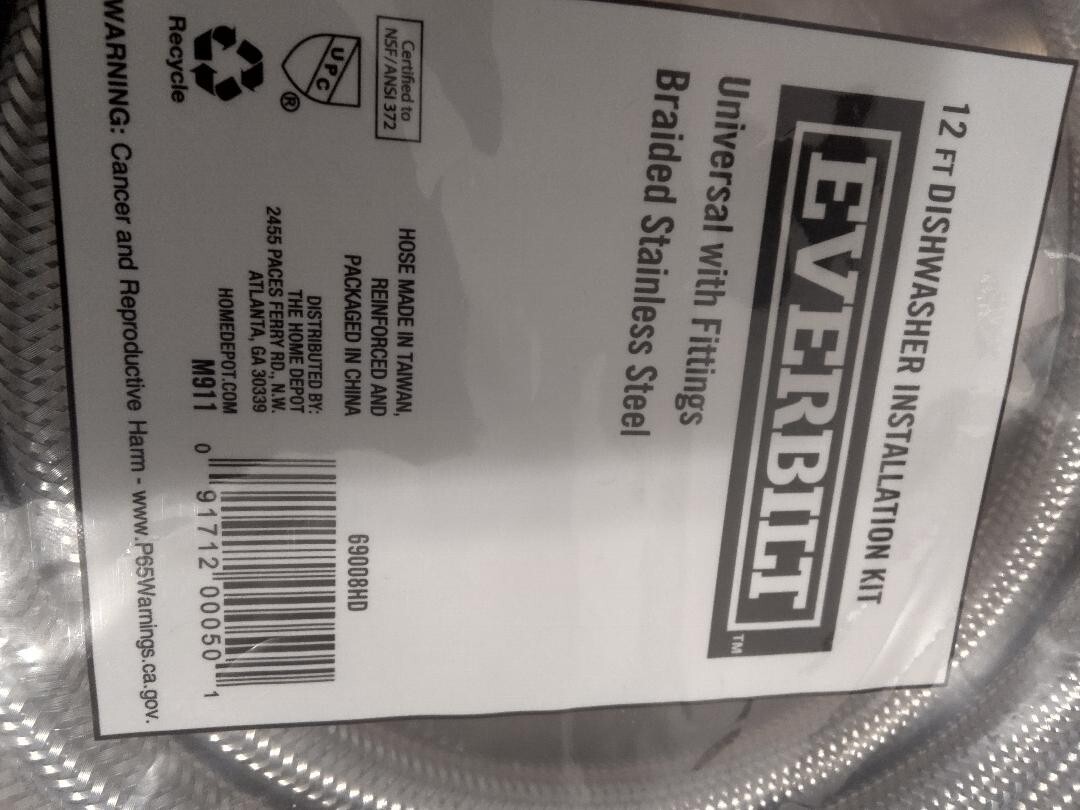 12 FT DISHWASHER INSTALLATION KIT
EVERBILT
TM
Universal with Fittings
Braided Stainless Steel
Certified to
NSF/ANSI 372
UPC
®
Recycle
HOSE MADE IN TAIWAN,
REINFORCED AND
PACKAGED IN CHINA
DISTRIBUTED BY:
THE HOME DEPOT
2455 PACES FERRY RD., N.W.
ATLANTA, GA 30339
HOMEDEPOT.COM
M911
69008HD
0 91712 00050 1
WARNING: Cancer and Reproductive Harm - www.P65Warnings.ca.gov.